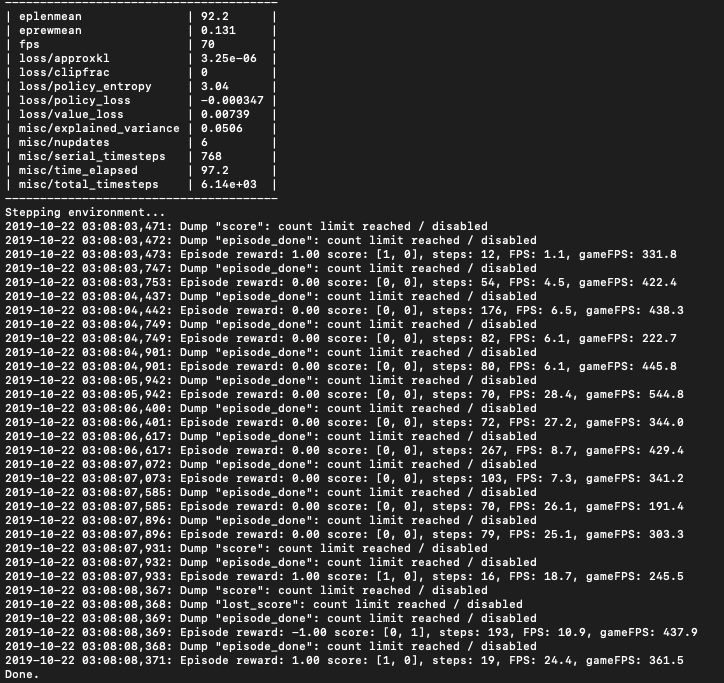 ---------------------------------------
| eplenmean | 92.2 |
| eprewmean | 0.131 |
| fps | 70 |
| loss/approxkl | 3.25e-06 |
| loss/clipfrac | 0 |
| loss/policy_entropy | 3.04 |
| loss/policy_loss | -0.000347 |
| loss/value_loss | 0.00739 |
| misc/explained_variance | 0.0506 |
| misc/nupdates | 6 |
| misc/serial_timesteps | 768 |
| misc/time_elapsed | 97.2 |
| misc/total_timesteps | 6.14e+03 |
---------------------------------------
Stepping environment...
2019-10-22 03:08:03,471: Dump "score": count limit reached / disabled
2019-10-22 03:08:03,472: Dump "episode_done": count limit reached / disabled
2019-10-22 03:08:03,473: Episode reward: 1.00 score: [1, 0], steps: 12, FPS: 1.1, gameFPS: 331.8
2019-10-22 03:08:03,747: Dump "episode_done": count limit reached / disabled
2019-10-22 03:08:03,753: Episode reward: 0.00 score: [0, 0], steps: 54, FPS: 4.5, gameFPS: 422.4
2019-10-22 03:08:04,437: Dump "episode_done": count limit reached / disabled
2019-10-22 03:08:04,442: Episode reward: 0.00 score: [0, 0], steps: 176, FPS: 6.5, gameFPS: 438.3
2019-10-22 03:08:04,749: Dump "episode_done": count limit reached / disabled
2019-10-22 03:08:04,749: Episode reward: 0.00 score: [0, 0], steps: 82, FPS: 6.1, gameFPS: 222.7
2019-10-22 03:08:04,901: Dump "episode_done": count limit reached / disabled
2019-10-22 03:08:04,901: Episode reward: 0.00 score: [0, 0], steps: 80, FPS: 6.1, gameFPS: 445.8
2019-10-22 03:08:05,942: Dump "episode_done": count limit reached / disabled
2019-10-22 03:08:05,942: Episode reward: 0.00 score: [0, 0], steps: 70, FPS: 28.4, gameFPS: 544.8
2019-10-22 03:08:06,400: Dump "episode_done": count limit reached / disabled
2019-10-22 03:08:06,401: Episode reward: 0.00 score: [0, 0], steps: 72, FPS: 27.2, gameFPS: 344.0
2019-10-22 03:08:06,617: Dump "episode_done": count limit reached / disabled
2019-10-22 03:08:06,617: Episode reward: 0.00 score: [0, 0], steps: 267, FPS: 8.7, gameFPS: 429.4
2019-10-22 03:08:07,072: Dump "episode_done": count limit reached / disabled
2019-10-22 03:08:07,073: Episode reward: 0.00 score: [0, 0], steps: 103, FPS: 7.3, gameFPS: 341.2
2019-10-22 03:08:07,585: Dump "episode_done": count limit reached / disabled
2019-10-22 03:08:07,585: Episode reward: 0.00 score: [0, 0], steps: 70, FPS: 26.1, gameFPS: 191.4
2019-10-22 03:08:07,896: Dump "episode_done": count limit reached / disabled
2019-10-22 03:08:07,896: Episode reward: 0.00 score: [0, 0], steps: 79, FPS: 25.1, gameFPS: 303.3
2019-10-22 03:08:07,931: Dump "score": count limit reached / disabled
2019-10-22 03:08:07,932: Dump "episode_done": count limit reached / disabled
2019-10-22 03:08:07,933: Episode reward: 1.00 score: [1, 0], steps: 16, FPS: 18.7, gameFPS: 245.5
2019-10-22 03:08:08,367: Dump "score": count limit reached / disabled
2019-10-22 03:08:08,368: Dump "lost_score": count limit reached / disabled
2019-10-22 03:08:08,369: Dump "episode_done": count limit reached / disabled
2019-10-22 03:08:08,369: Episode reward: -1.00 score: [0, 1], steps: 193, FPS: 10.9, gameFPS: 437.9
2019-10-22 03:08:08,368: Dump "episode_done": count limit reached / disabled
2019-10-22 03:08:08,371: Episode reward: 1.00 score: [1, 0], steps: 19, FPS: 24.4, gameFPS: 361.5
Done.